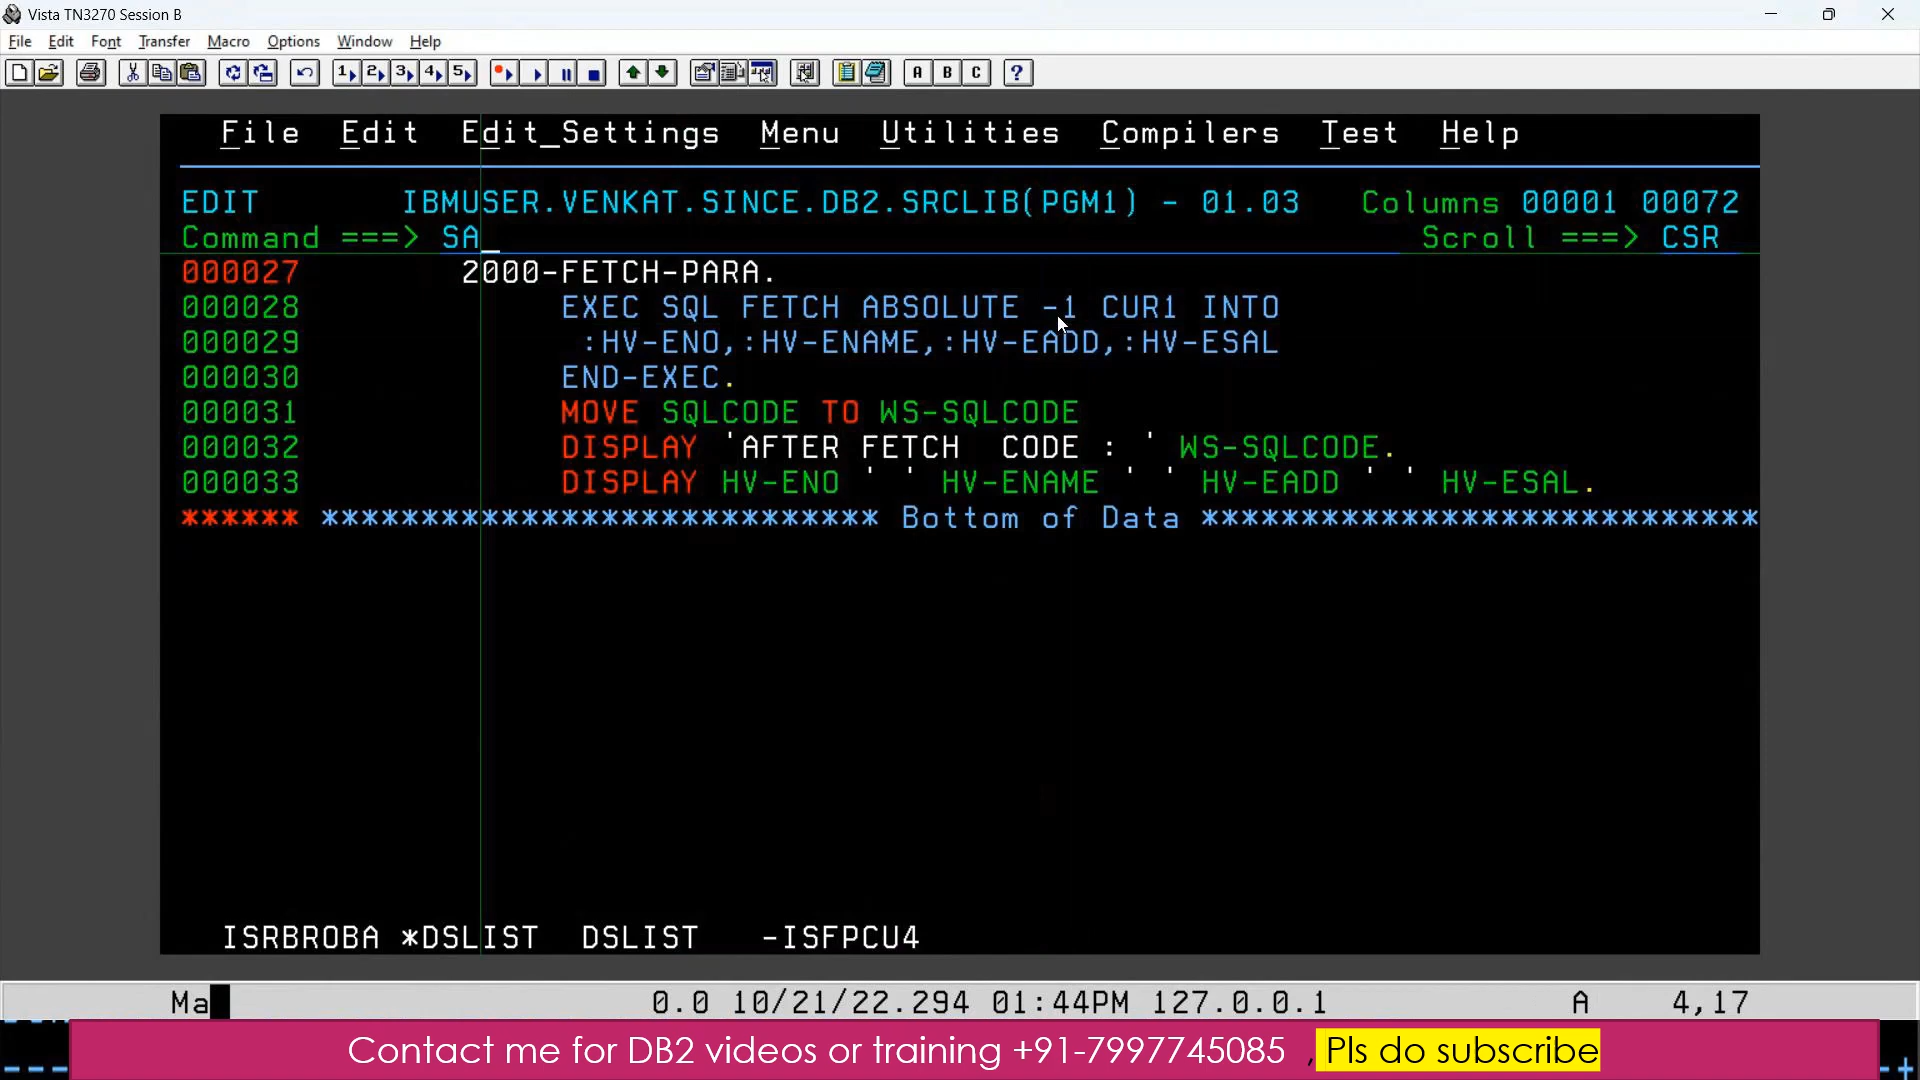 Vista TN3270 Session B
File Edit Font Transfer Macro Options Window Help
1 2 3 4 5 A B C ?
File Edit Edit_Settings Menu Utilities Compilers Test Help
EDIT IBMUSER.VENKAT.SINCE.DB2.SRCLIB(PGM1) - 01.03 Columns 00001 00072
Command ===> SA_ Scroll ===> CSR
000027 2000-FETCH-PARA.
000028 EXEC SQL FETCH ABSOLUTE -1 CUR1 INTO
000029 :HV-ENO,:HV-ENAME,:HV-EADD,:HV-ESAL
000030 END-EXEC.
000031 MOVE SQLCODE TO WS-SQLCODE
000032 DISPLAY 'AFTER FETCH  CODE : ' WS-SQLCODE.
000033 DISPLAY HV-ENO ' ' HV-ENAME ' ' HV-EADD ' ' HV-ESAL.
****** **************************** Bottom of Data ****************************
ISRBROBA *DSLIST DSLIST -ISFPCU4
Ma 0.0 10/21/22.294 01:44PM 127.0.0.1 A 4,17
Contact me for DB2 videos or training +91-7997745085 , Pls do subscribe